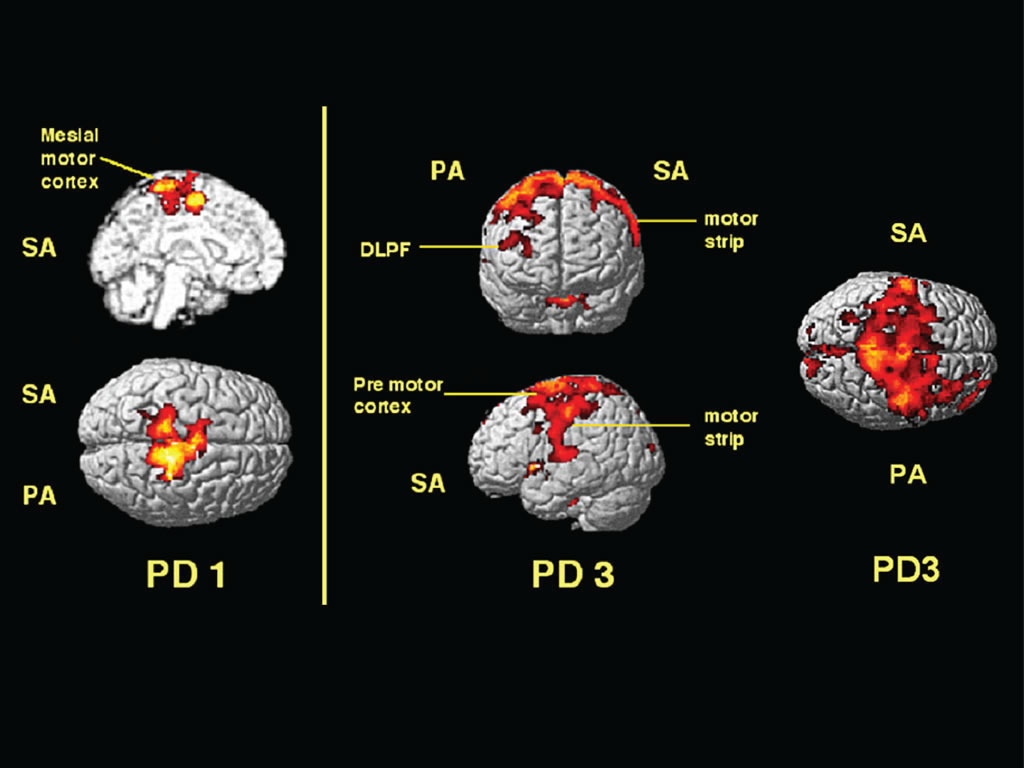 Mesial
motor
cortex
SA
SA
PA
PD 1
PA
SA
DLPF
motor
strip
Pre motor
cortex
motor
strip
SA
PD 3
SA
PA
PD3